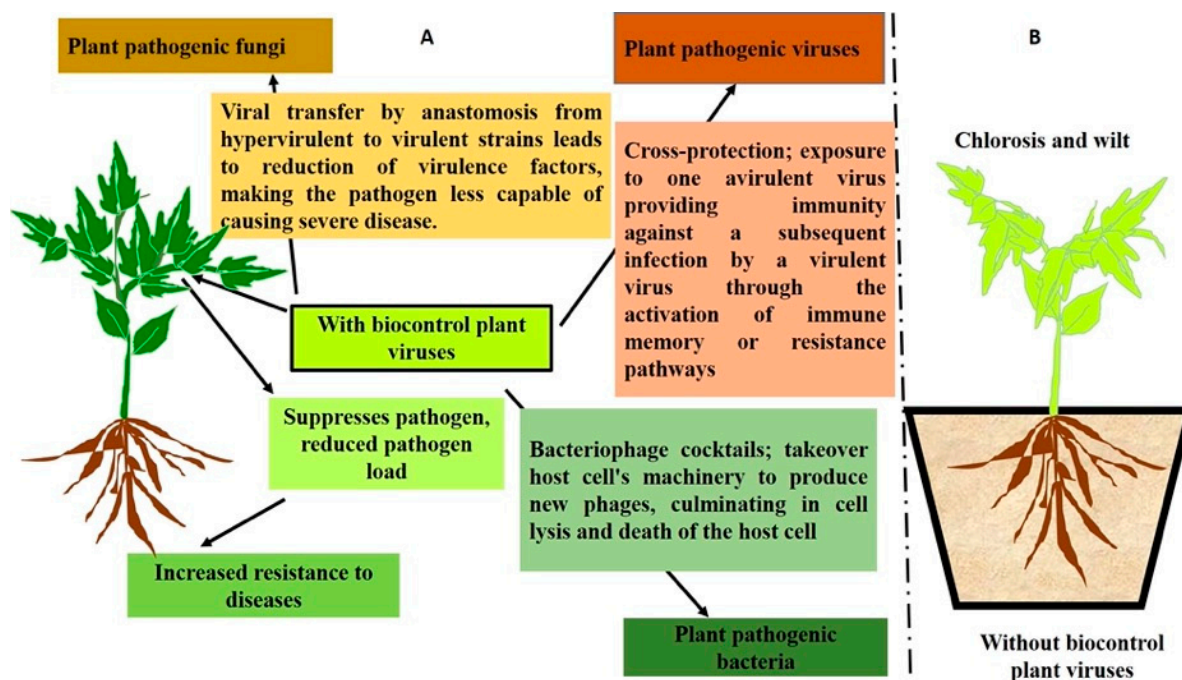 Plant pathogenic fungi
A
Plant pathogenic viruses
B
Viral transfer by anastomosis from
hypervirulent to virulent strains leads
to reduction of virulence factors,
making the pathogen less capable of
causing severe disease.
Cross-protection; exposure
to one avirulent virus
providing immunity
against a subsequent
infection by a virulent
virus through the
activation of immune
memory or resistance
pathways
Chlorosis and wilt
With biocontrol plant
viruses
Suppresses pathogen,
reduced pathogen
load
Bacteriophage cocktails; takeover
host cell's machinery to produce
new phages, culminating in cell
lysis and death of the host cell
Increased resistance to
diseases
Plant pathogenic
bacteria
Without biocontrol
plant viruses